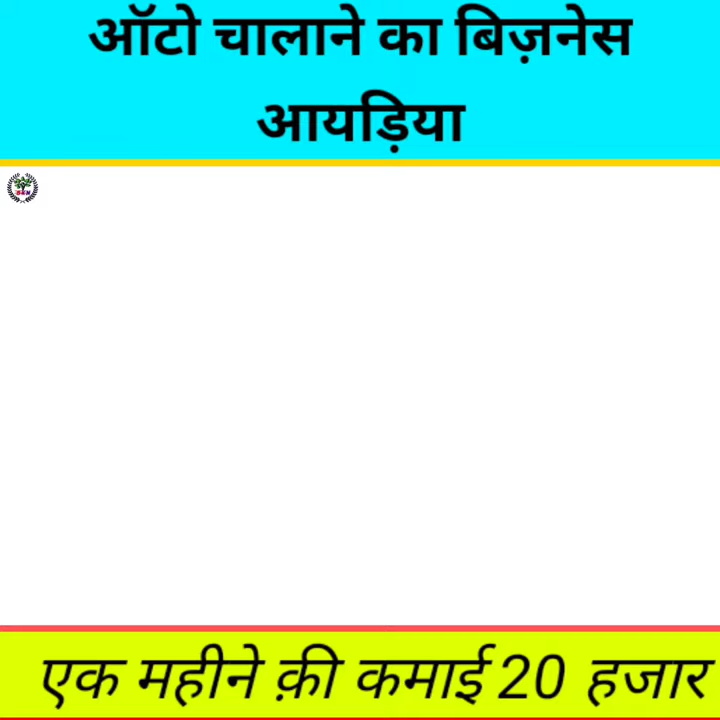 ऑटो चालाने का बिज़नेस
आयड़िया
एक महीने क़ी कमाई 20 हजार